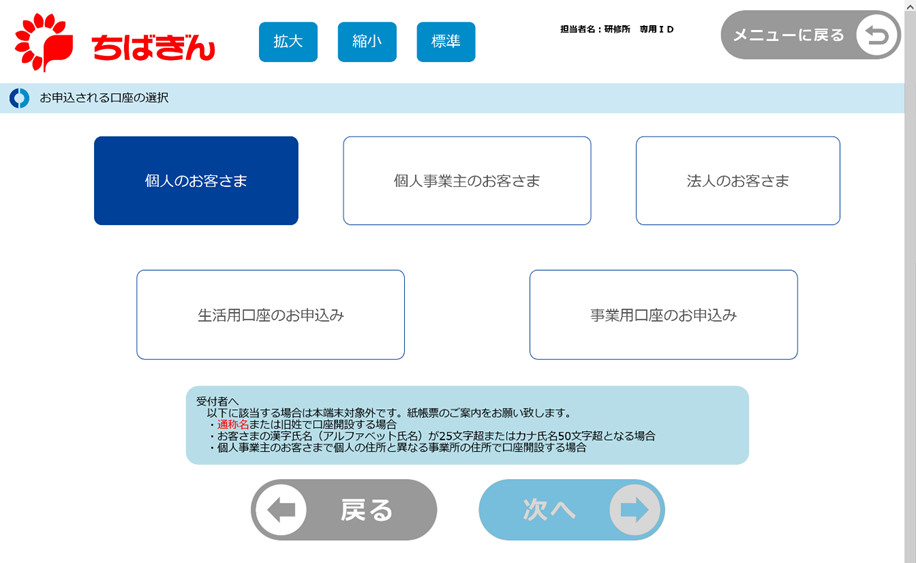 ちばぎん
拡大
縮小
標準
担当者名：研修所　専用ＩＤ
メニューに戻る
お申込される口座の選択
個人のお客さま
個人事業主のお客さま
法人のお客さま
生活用口座のお申込み
事業用口座のお申込み
受付者へ
以下に該当する場合は本端末対象外です。紙帳票のご案内をお願い致します。
・通称名または旧姓で口座開設する場合
・お客さまの漢字氏名（アルファベット氏名）が25文字超またはカナ氏名50文字超となる場合
・個人事業主のお客さまで個人の住所と異なる事業所の住所で口座開設する場合
戻る
次へ